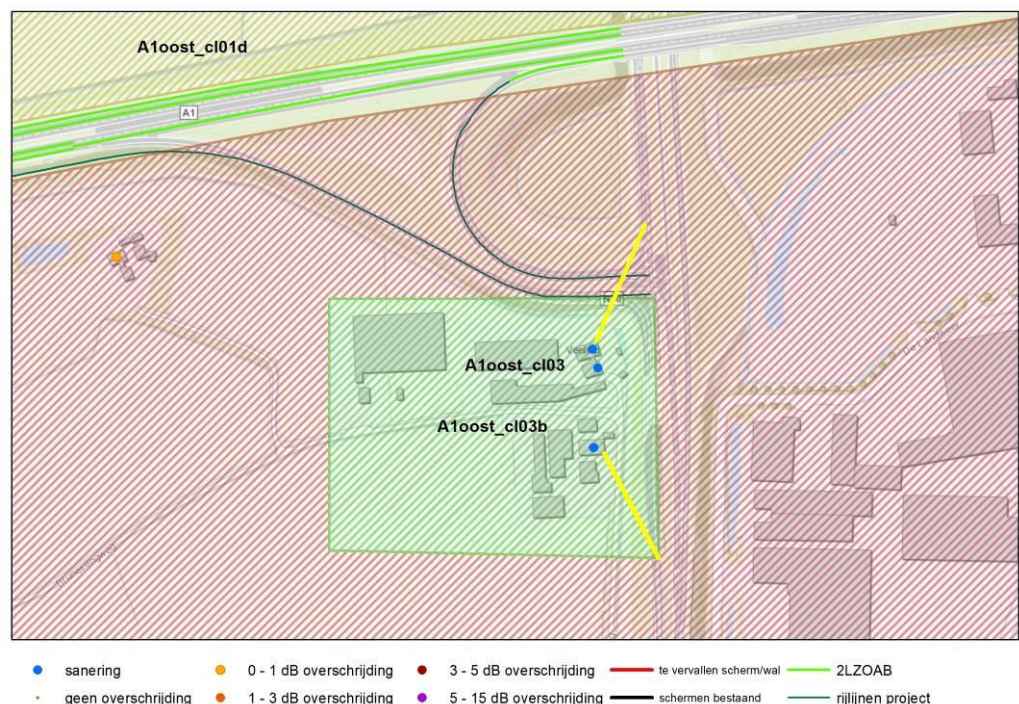 A1oost_cl01d
A1
A1oost_cl03
A1oost_cl03b
sanering
0 - 1 dB overschrijding
3 - 5 dB overschrijding
te vervallen scherm/wal
2LZOAB
geen overschrijding
1 - 3 dB overschrijding
5 - 15 dB overschrijding
schermen bestaand
rijlijnen project